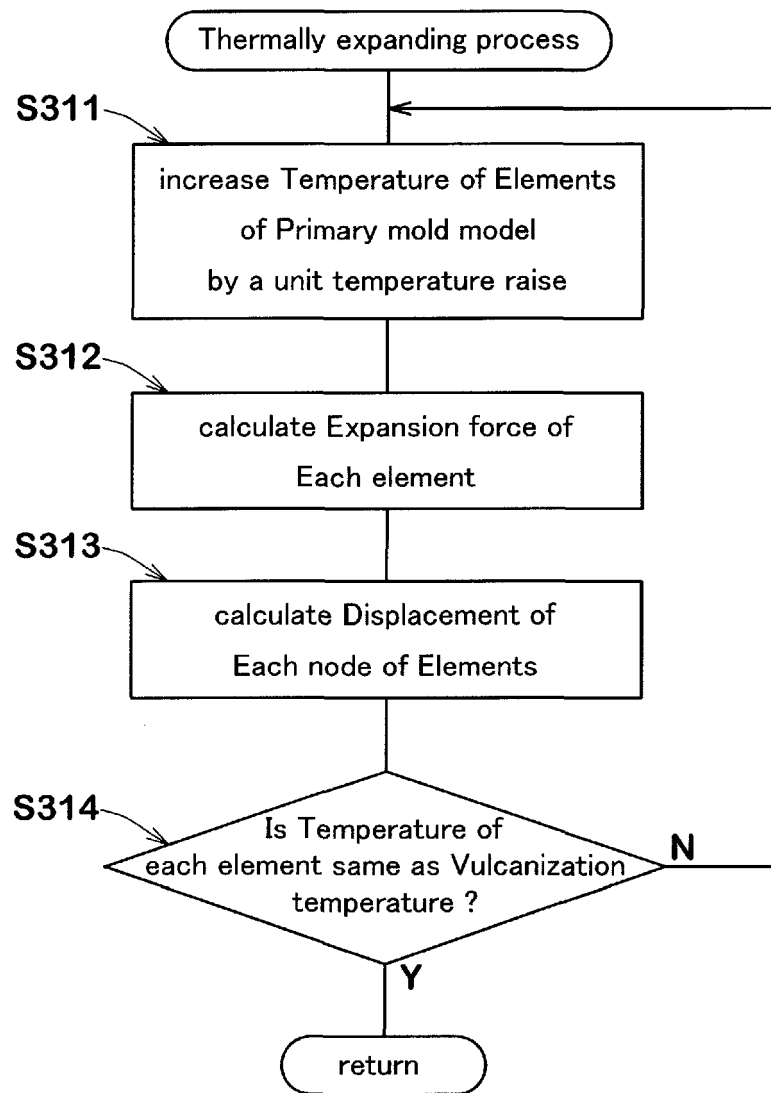 Thermally expanding process
S311
increase Temperature of Elements
of Primary mold model
by a unit temperature raise
S312
calculate Expansion force of
Each element
S313
calculate Displacement of
Each node of Elements
S314
Is Temperature of
each element same as Vulcanization
temperature ?
N
Y
return